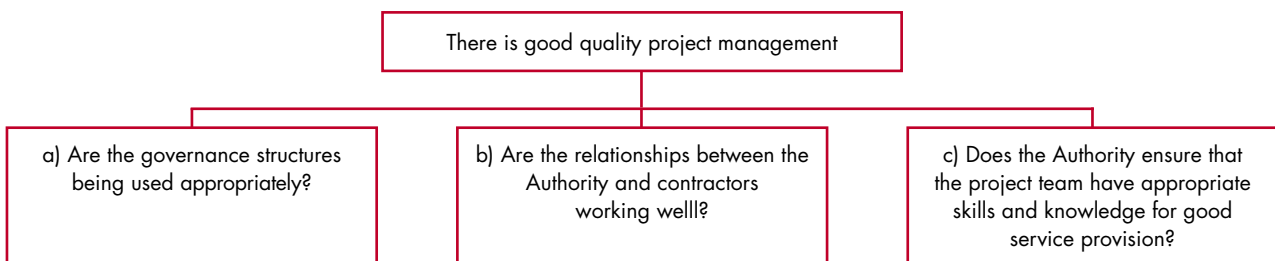 There is good quality project management
a) Are the governance structures
being used appropriately?
b) Are the relationships between the
Authority and contractors
working welll?
c) Does the Authority ensure that
the project team have appropriate
skills and knowledge for good
service provision?